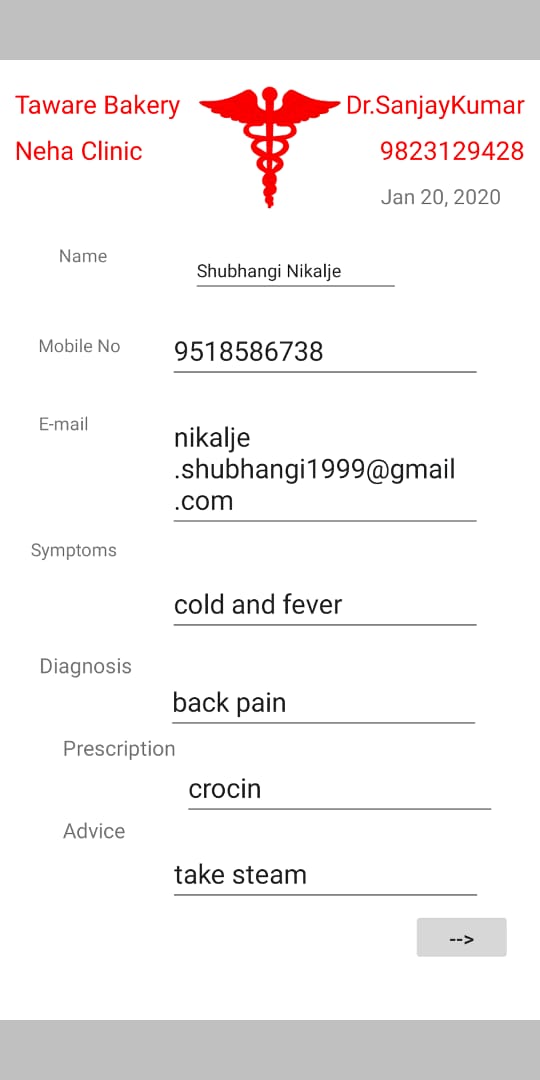 Taware Bakery
Dr.SanjayKumar
Neha Clinic
9823129428
Jan 20, 2020
Name
Shubhangi Nikalje
Mobile No
9518586738
E-mail
nikalje
.shubhangi1999@gmail
.com
Symptoms
cold and fever
Diagnosis
back pain
Prescription
crocin
Advice
take steam
-->